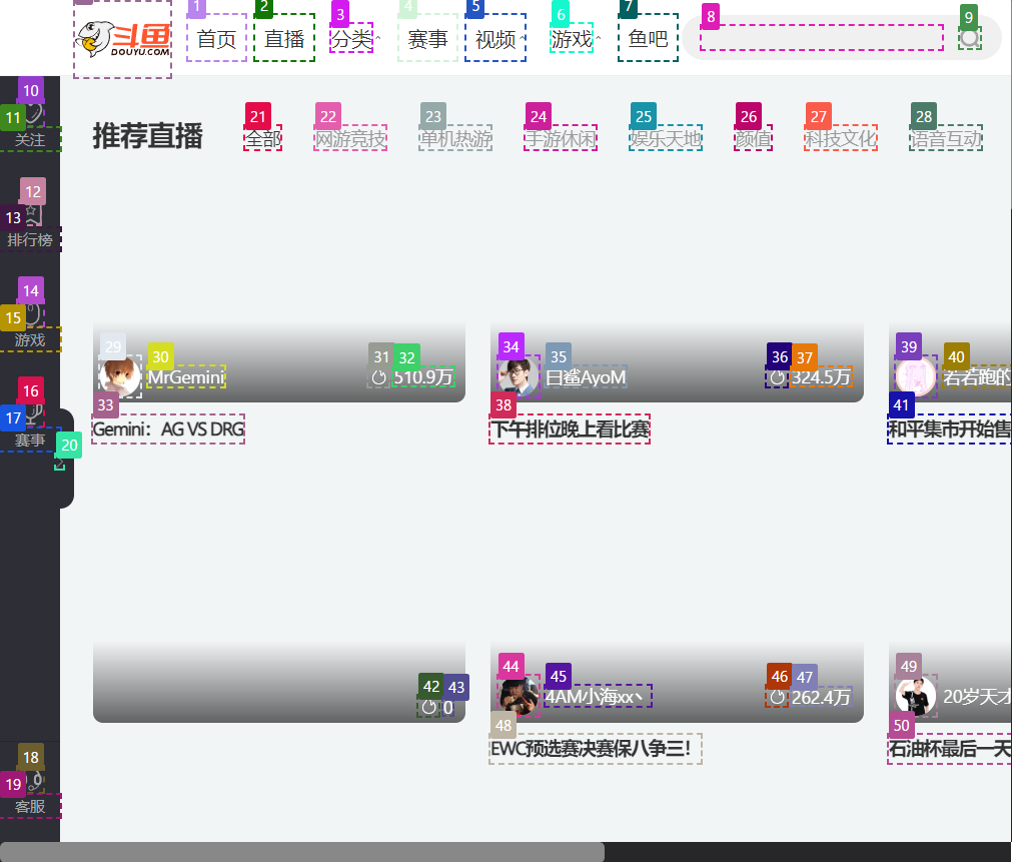 斗鱼
DOUYU.COM
1 2 3 4 5 6 7 8 9
首页 直播 分类 赛事 视频 游戏 鱼吧
10
11
关注
12
13
排行榜
14
15
游戏
16
17
赛事
20
18
19
客服
21 22 23 24 25 26 27 28
推荐直播 全部 网游竞技 单机热游 手游休闲 娱乐天地 颜值 科技文化 语音互动
29 30 31 32
MrGemini 510.9万
33
Gemini：AG VS DRG
34 35 36 37
日鲨AyoM 324.5万
38
下午排位晚上看比赛
39 40
若若跑的
41
和平集市开始售
42 43
0
44 45 46 47
4AM小海xx丶 262.4万
48
EWC预选赛决赛保八争三！
49
20岁天才
50
石油杯最后一天